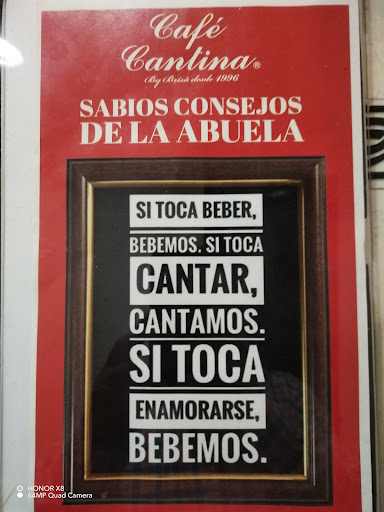 Café
Cantina®
By Brisà desde 1996
SABIOS CONSEJOS
DE LA ABUELA
SI TOCA BEBER,
BEBEMOS. SI TOCA
CANTAR,
CANTAMOS.
SI TOCA
ENAMORARSE,
BEBEMOS.
HONOR X8
64MP Quad Camera